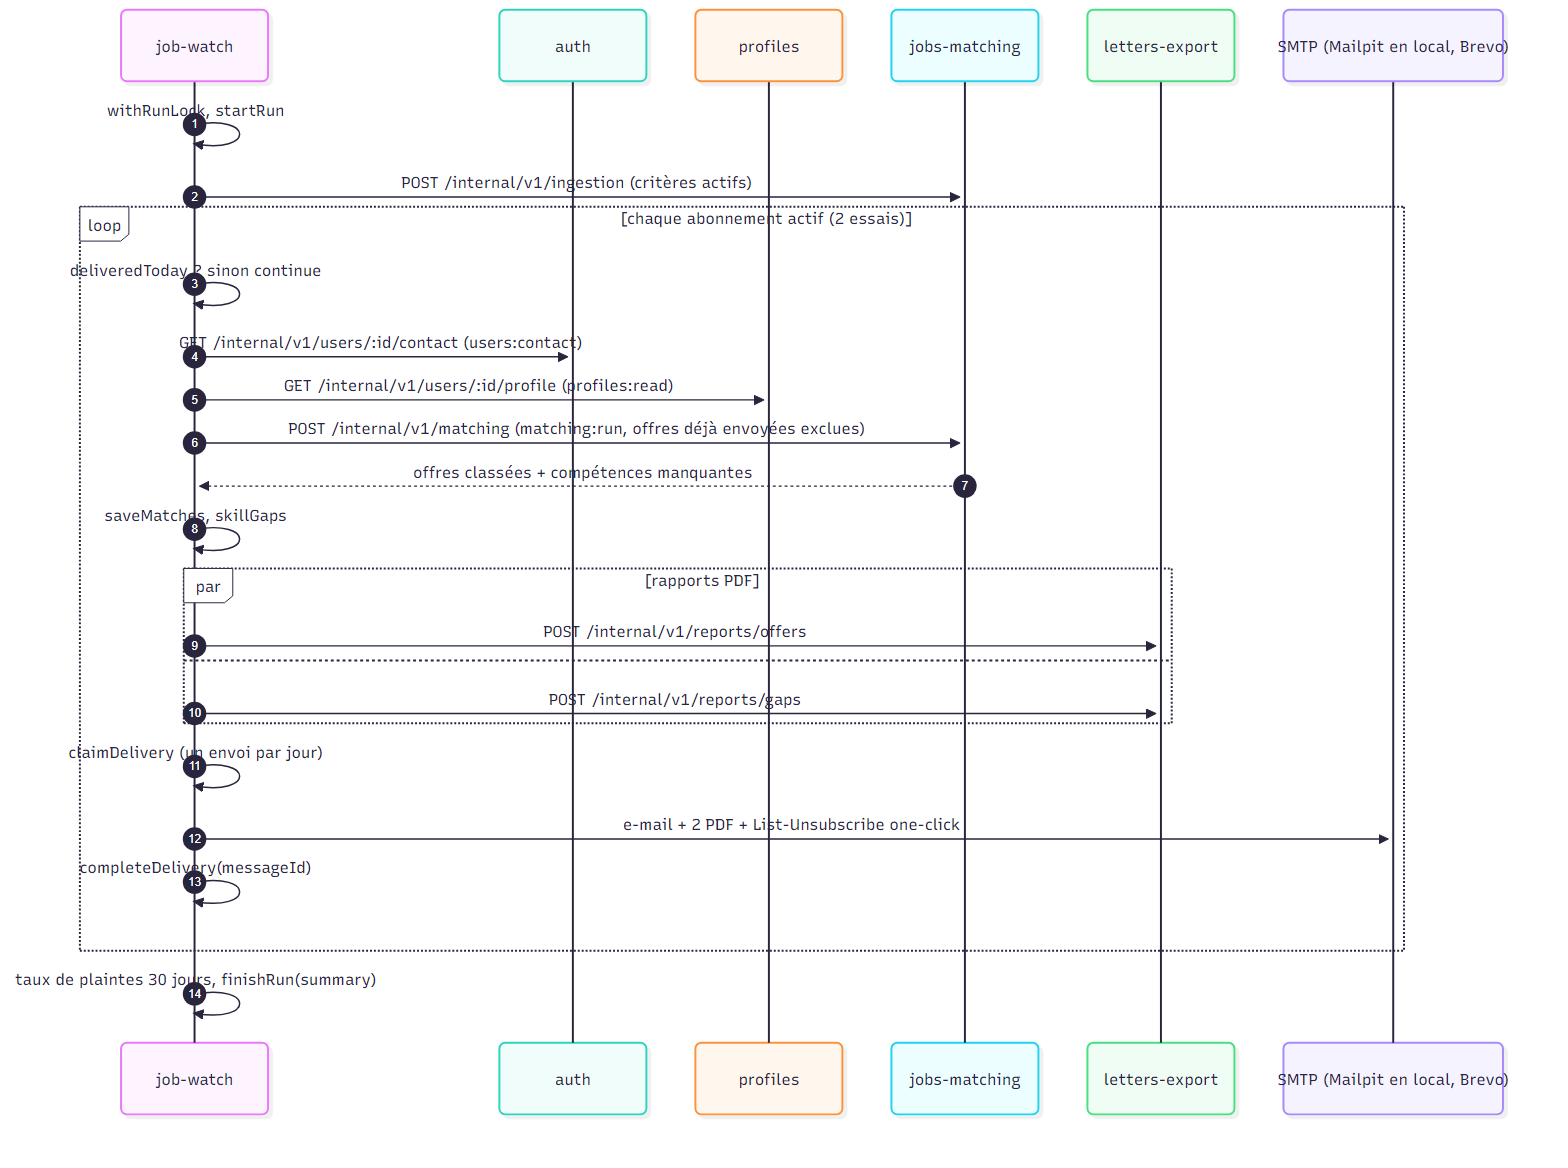 job-watch
auth
profiles
jobs-matching
letters-export
SMTP (Mailpit en local, Brevo)
withRunLock, startRun
1
POST /internal/v1/ingestion (critères actifs)
2
loop
[chaque abonnement actif (2 essais)]
deliveredToday ? sinon continue
3
GET /internal/v1/users/:id/contact (users:contact)
4
GET /internal/v1/users/:id/profile (profiles:read)
5
POST /internal/v1/matching (matching:run, offres déjà envoyées exclues)
6
offres classées + compétences manquantes
7
saveMatches, skillGaps
8
par
[rapports PDF]
POST /internal/v1/reports/offers
9
POST /internal/v1/reports/gaps
10
claimDelivery (un envoi par jour)
11
e-mail + 2 PDF + List-Unsubscribe one-click
12
completeDelivery(messageId)
13
taux de plaintes 30 jours, finishRun(summary)
14
job-watch
auth
profiles
jobs-matching
letters-export
SMTP (Mailpit en local, Brevo)